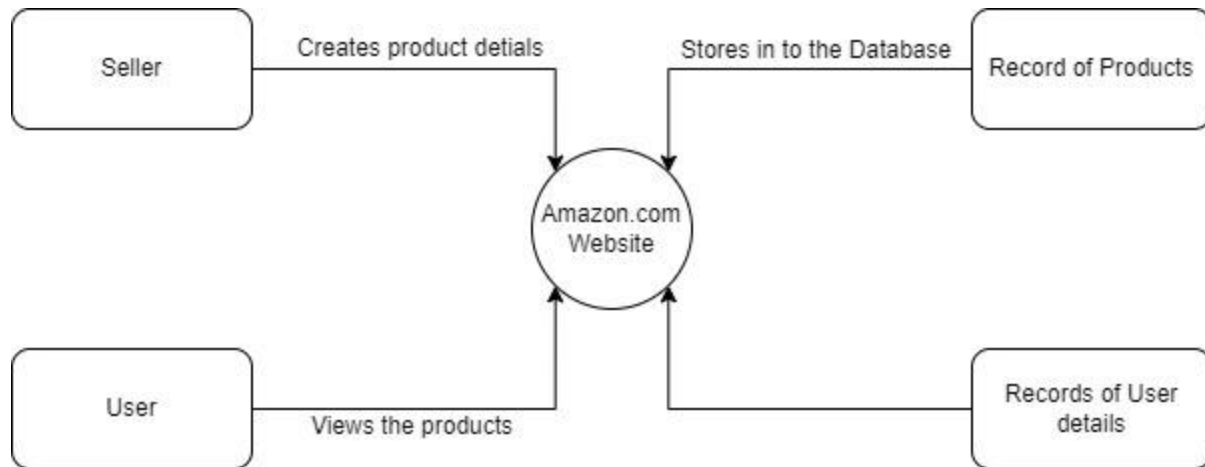 Creates product detials
Stores in to the Database
Seller
Record of Products
Amazon.com
Website
User
Records of User
details
Views the products